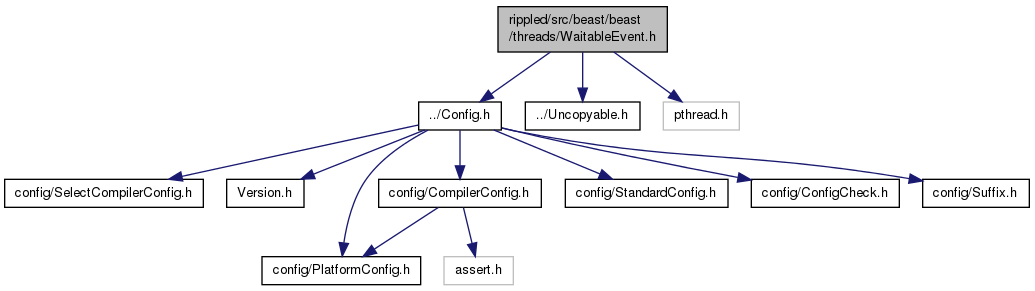 rippled/src/beast/beast
/threads/WaitableEvent.h
../Config.h
../Uncopyable.h
pthread.h
config/SelectCompilerConfig.h
Version.h
config/CompilerConfig.h
config/StandardConfig.h
config/ConfigCheck.h
config/Suffix.h
config/PlatformConfig.h
assert.h